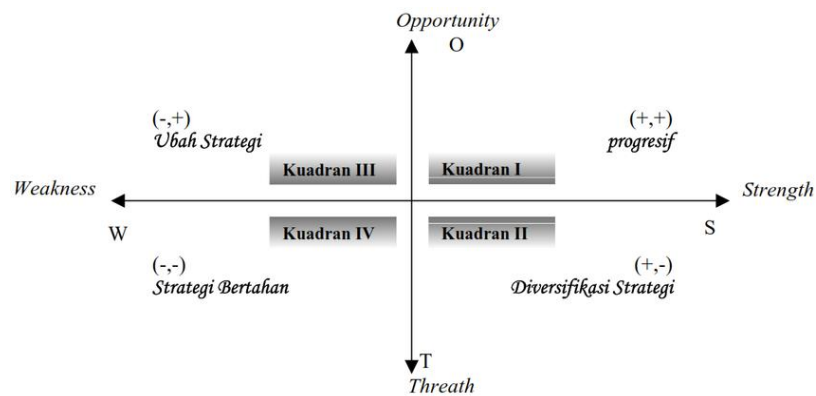 Opportunity
O
(-,+)
Ubah Strategi
(+,+)
progresif
Kuadran III
Kuadran I
Weakness
Strength
W
S
Kuadran IV
Kuadran II
(-,-)
Strategi Bertahan
(+,-)
Diversifikasi Strategi
T
Threath